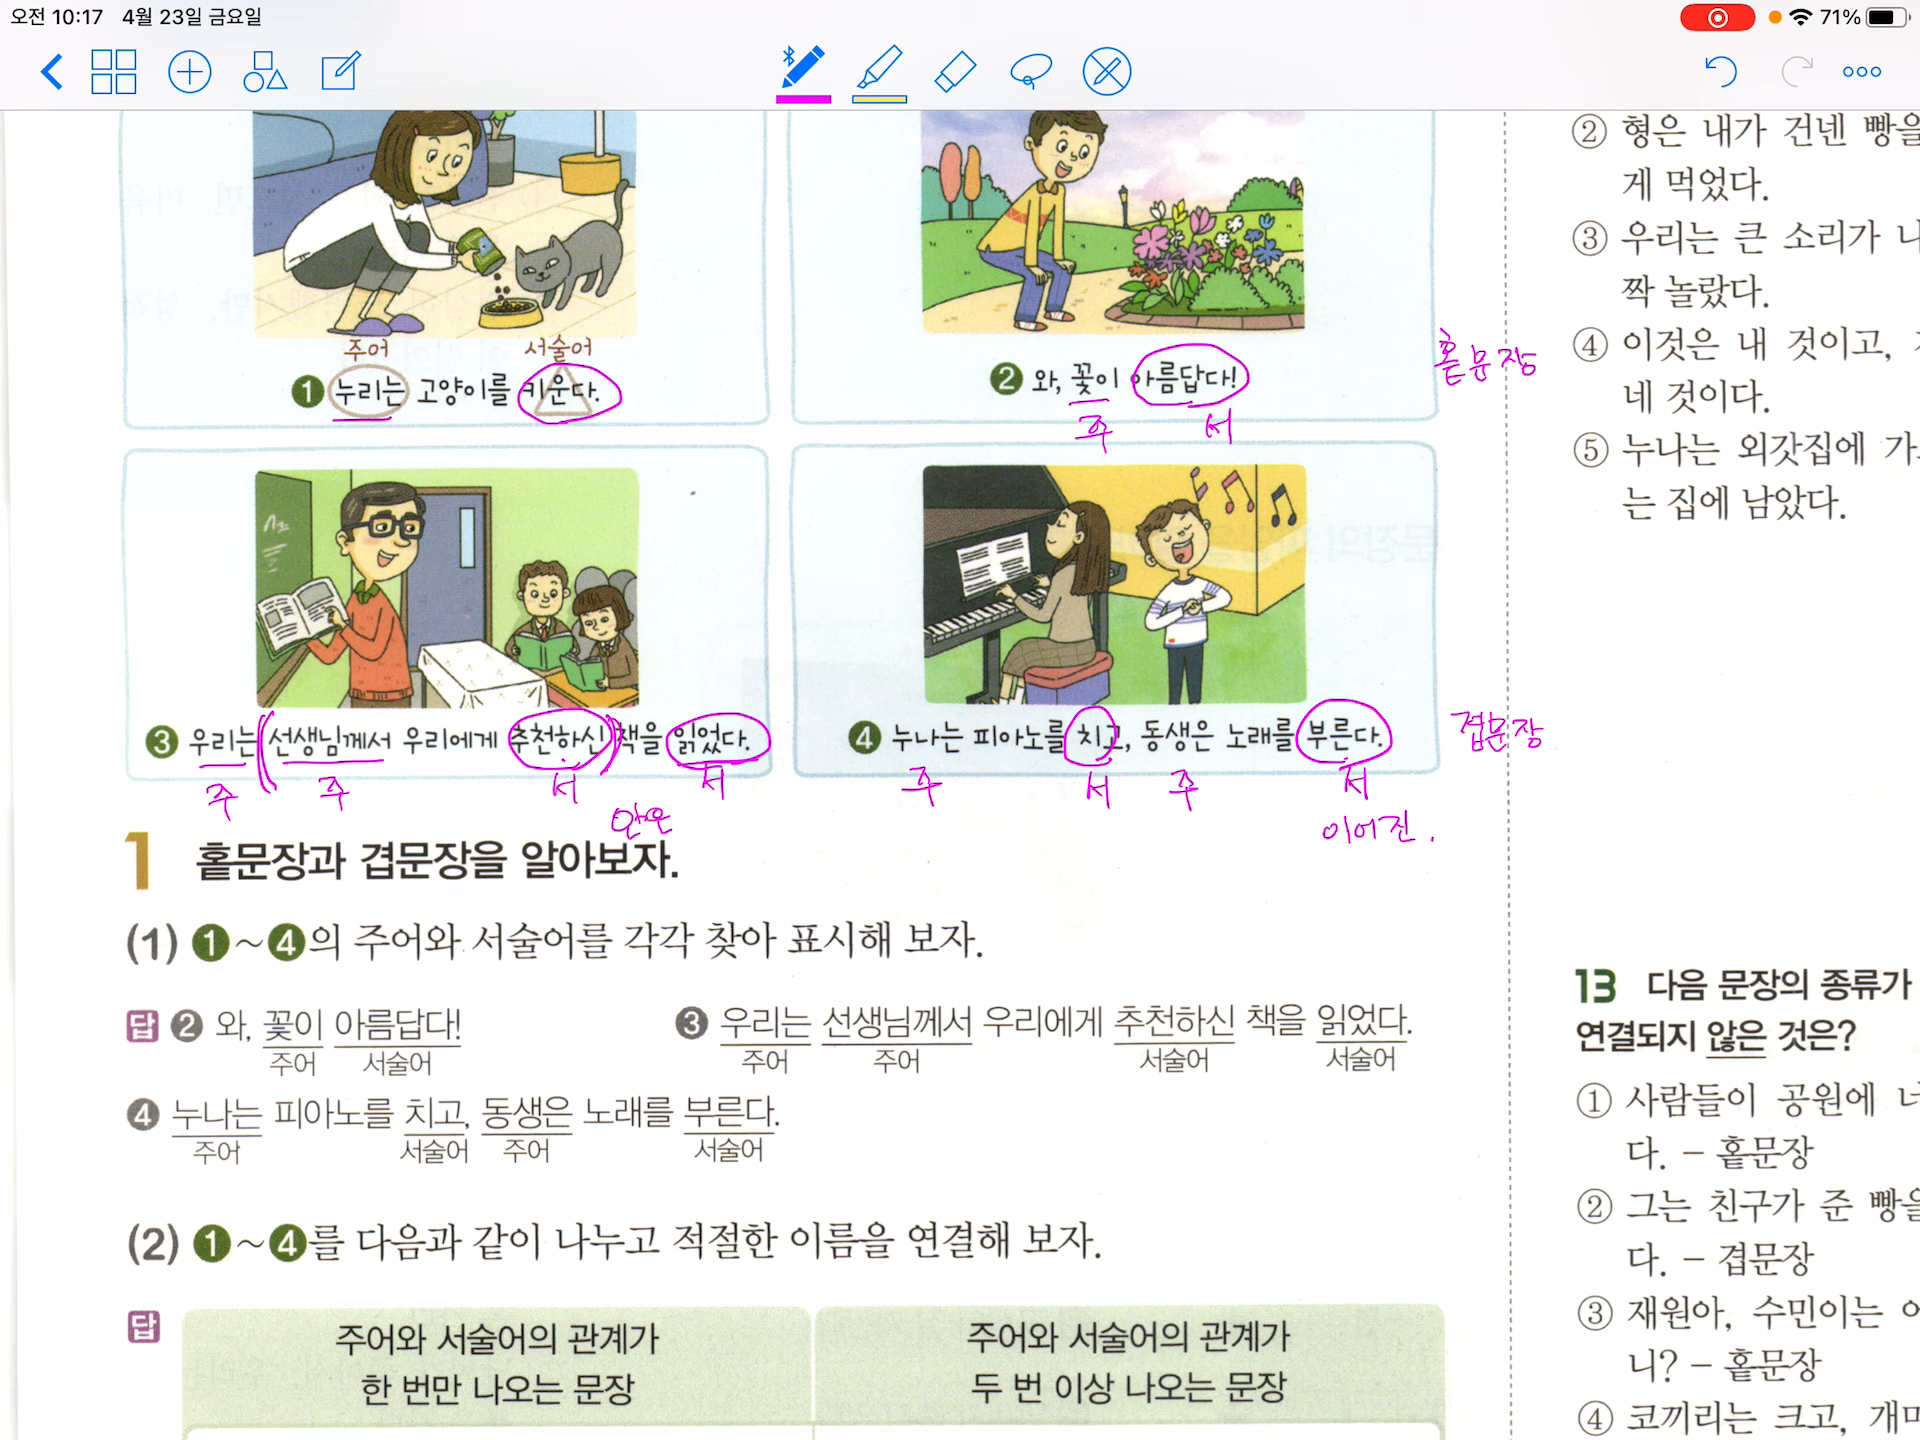 오전 10:17 4월 23일 금요일
71%
주어 서술어
① 누리는 고양이를 키운다.
② 와, 꽃이 아름답다!
주 서
홑문장
③ 우리는 선생님께서 우리에게 추천하신 책을 읽었다.
주 주 서 서
안은
④ 누나는 피아노를 치고, 동생은 노래를 부른다.
주 서 주 서
이어진.
겹문장
1 홑문장과 겹문장을 알아보자.
(1) ①~④의 주어와 서술어를 각각 찾아 표시해 보자.
답 ② 와, 꽃이 아름답다!
주어 서술어
③ 우리는 선생님께서 우리에게 추천하신 책을 읽었다.
주어 주어 서술어 서술어
④ 누나는 피아노를 치고, 동생은 노래를 부른다.
주어 서술어 주어 서술어
(2) ①~④를 다음과 같이 나누고 적절한 이름을 연결해 보자.
답
주어와 서술어의 관계가
한 번만 나오는 문장
주어와 서술어의 관계가
두 번 이상 나오는 문장
② 형은 내가 건넨 빵을
게 먹었다.
③ 우리는 큰 소리가
짝 놀랐다.
④ 이것은 내 것이고,
네 것이다.
⑤ 누나는 외갓집에
는 집에 남았다.
13 다음 문장의 종류가
연결되지 않은 것은?
① 사람들이 공원에
다. - 홑문장
② 그는 친구가 준 빵을
다. - 겹문장
③ 재원아, 수민이는
니? - 홑문장
④ 코끼리는 크고,